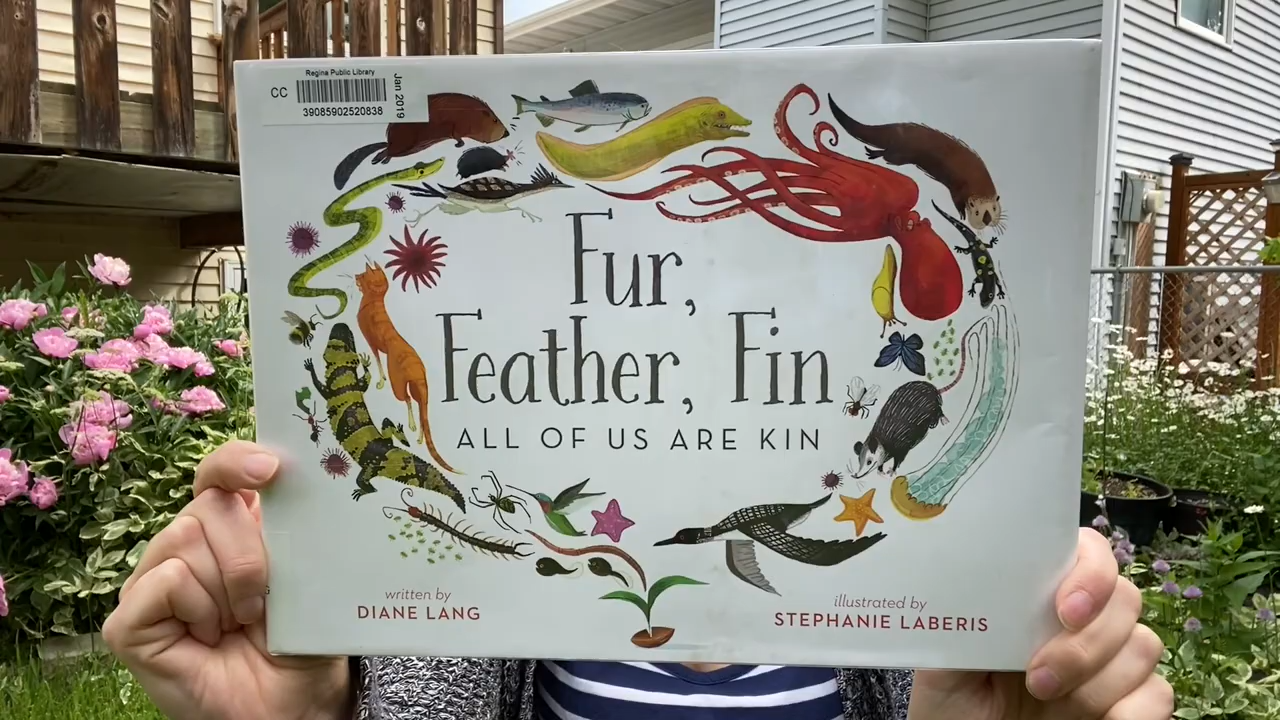 Regina Public Library
CC
39085902520838
Jan 2019
Fur,
Feather, Fin
ALL OF US ARE KIN
written by
DIANE LANG
illustrated by
STEPHANIE LABERIS